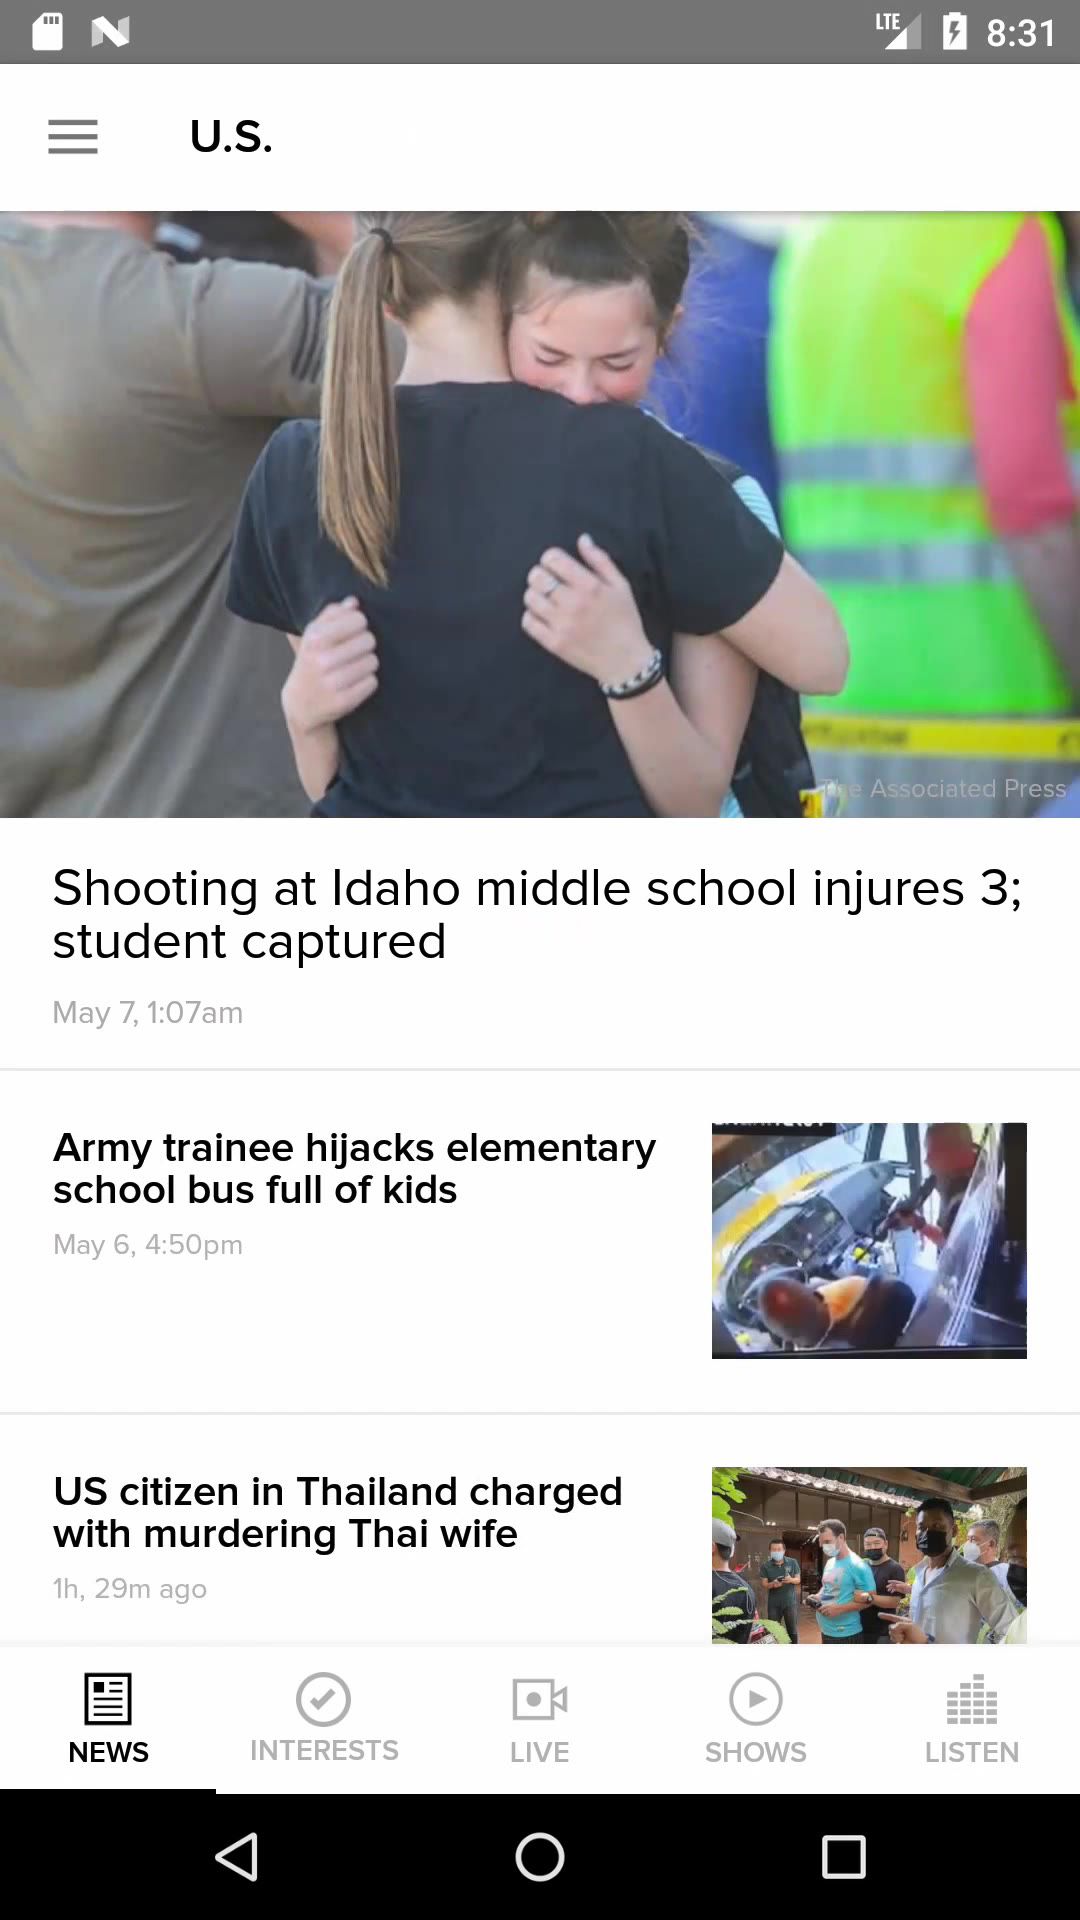 LTE 8:31
U.S.
The Associated Press
Shooting at Idaho middle school injures 3;
student captured
May 7, 1:07am
Army trainee hijacks elementary
school bus full of kids
May 6, 4:50pm
US citizen in Thailand charged
with murdering Thai wife
1h, 29m ago
NEWS
INTERESTS
LIVE
SHOWS
LISTEN